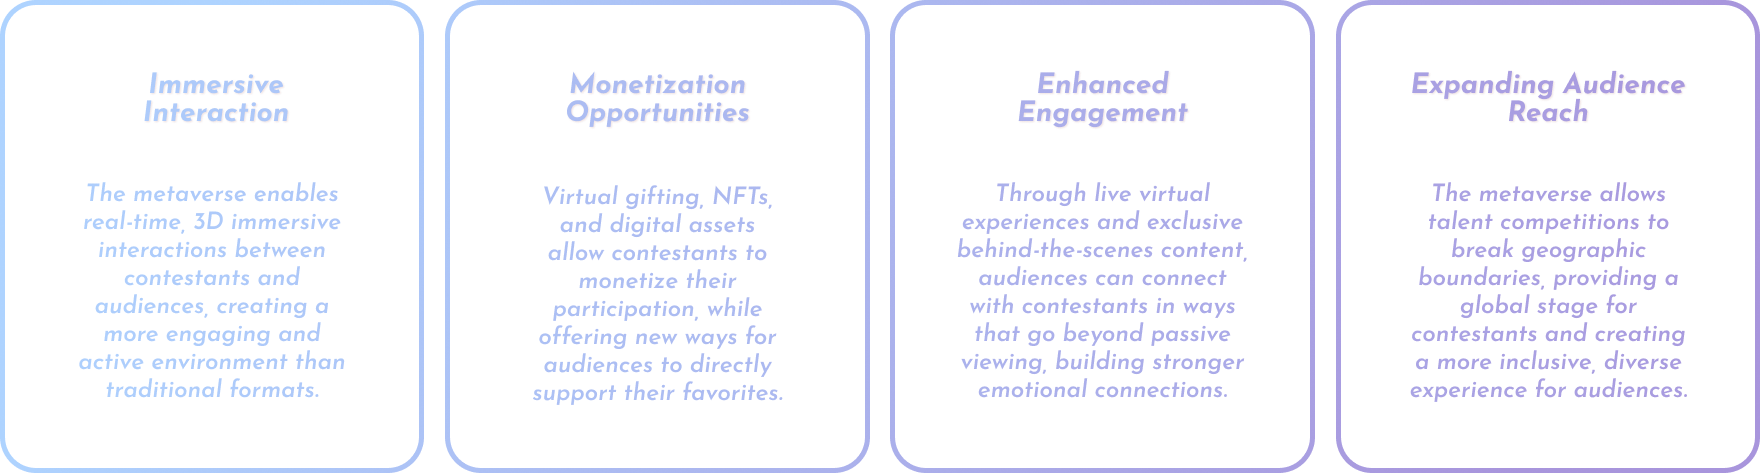 Immersive
Interaction
The metaverse enables
real-time, 3D immersive
interactions between
contestants and
audiences, creating a
more engaging and
active environment than
traditional formats.
Monetization
Opportunities
Virtual gifting, NFTs,
and digital assets
allow contestants to
monetize their
participation, while
offering new ways for
audiences to directly
support their favorites.
Enhanced
Engagement
Through live virtual
experiences and exclusive
behind-the-scenes content,
audiences can connect
with contestants in ways
that go beyond passive
viewing, building stronger
emotional connections.
Expanding Audience
Reach
The metaverse allows
talent competitions to
break geographic
boundaries, providing a
global stage for
contestants and creating
a more inclusive, diverse
experience for audiences.